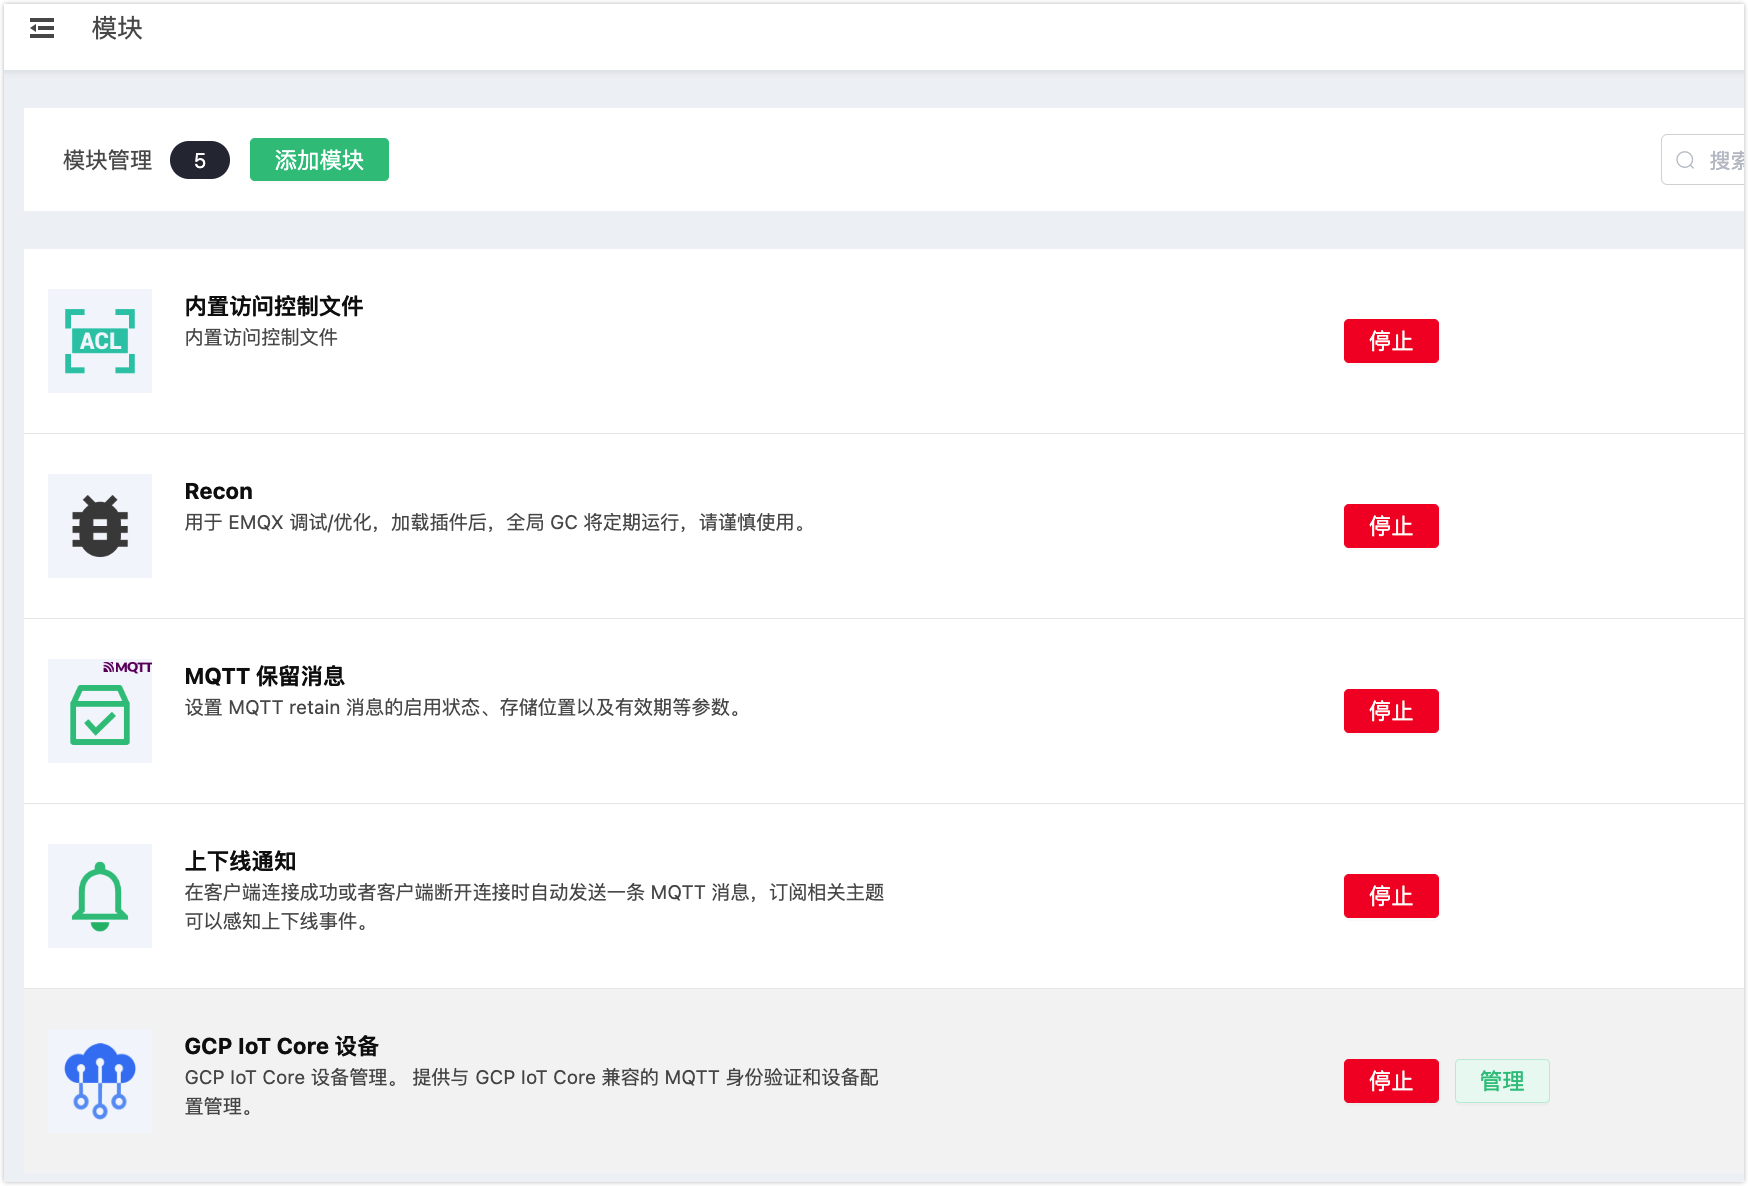 模块
模块管理 5 添加模块
搜索
ACL
内置访问控制文件
内置访问控制文件
停止
Recon
用于 EMQX 调试/优化，加载插件后，全局 GC 将定期运行，请谨慎使用。
停止
MQTT
MQTT 保留消息
设置 MQTT retain 消息的启用状态、存储位置以及有效期等参数。
停止
上下线通知
在客户端连接成功或者客户端断开连接时自动发送一条 MQTT 消息，订阅相关主题
可以感知上下线事件。
停止
GCP IoT Core 设备
GCP IoT Core 设备管理。 提供与 GCP IoT Core 兼容的 MQTT 身份验证和设备配
置管理。
停止 管理